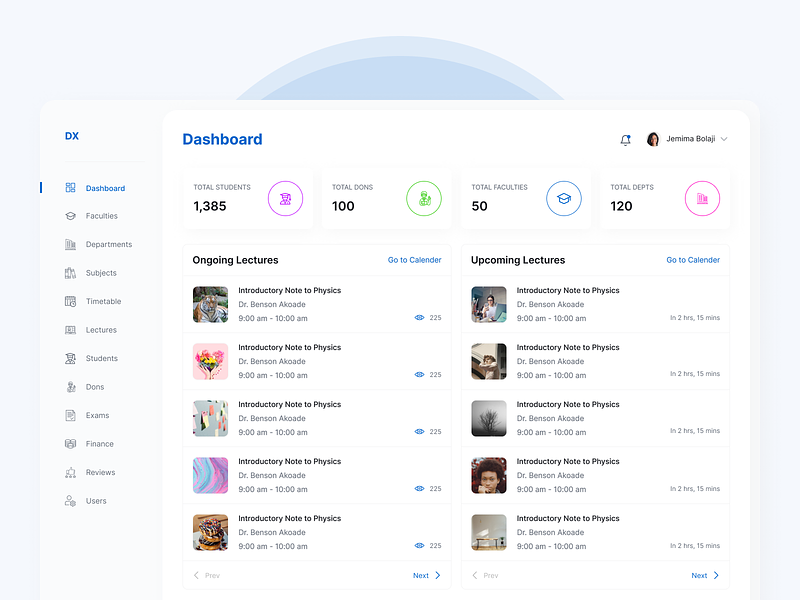 DX
Dashboard
Faculties
Departments
Subjects
Timetable
Lectures
Students
Dons
Exams
Finance
Reviews
Users
Dashboard
Jemima Bolaji
TOTAL STUDENTS
1,385
TOTAL DONS
100
TOTAL FACULTIES
50
TOTAL DEPTS
120
Ongoing Lectures
Go to Calender
Introductory Note to Physics
Dr. Benson Akoade
9:00 am - 10:00 am
225
Introductory Note to Physics
Dr. Benson Akoade
9:00 am - 10:00 am
225
Introductory Note to Physics
Dr. Benson Akoade
9:00 am - 10:00 am
225
Introductory Note to Physics
Dr. Benson Akoade
9:00 am - 10:00 am
225
Introductory Note to Physics
Dr. Benson Akoade
9:00 am - 10:00 am
225
Prev
Next
Upcoming Lectures
Go to Calender
Introductory Note to Physics
Dr. Benson Akoade
9:00 am - 10:00 am
In 2 hrs, 15 mins
Introductory Note to Physics
Dr. Benson Akoade
9:00 am - 10:00 am
In 2 hrs, 15 mins
Introductory Note to Physics
Dr. Benson Akoade
9:00 am - 10:00 am
In 2 hrs, 15 mins
Introductory Note to Physics
Dr. Benson Akoade
9:00 am - 10:00 am
In 2 hrs, 15 mins
Introductory Note to Physics
Dr. Benson Akoade
9:00 am - 10:00 am
In 2 hrs, 15 mins
Prev
Next